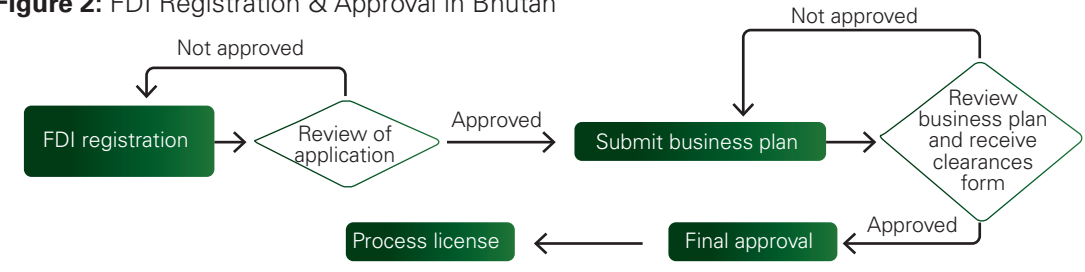 Figure 2: FDI Registration & Approval in Bhutan
Not approved
Not approved
FDI registration
Review of
application
Approved
Submit business plan
Review
business plan
and receive
clearances
form
Approved
Final approval
Process license